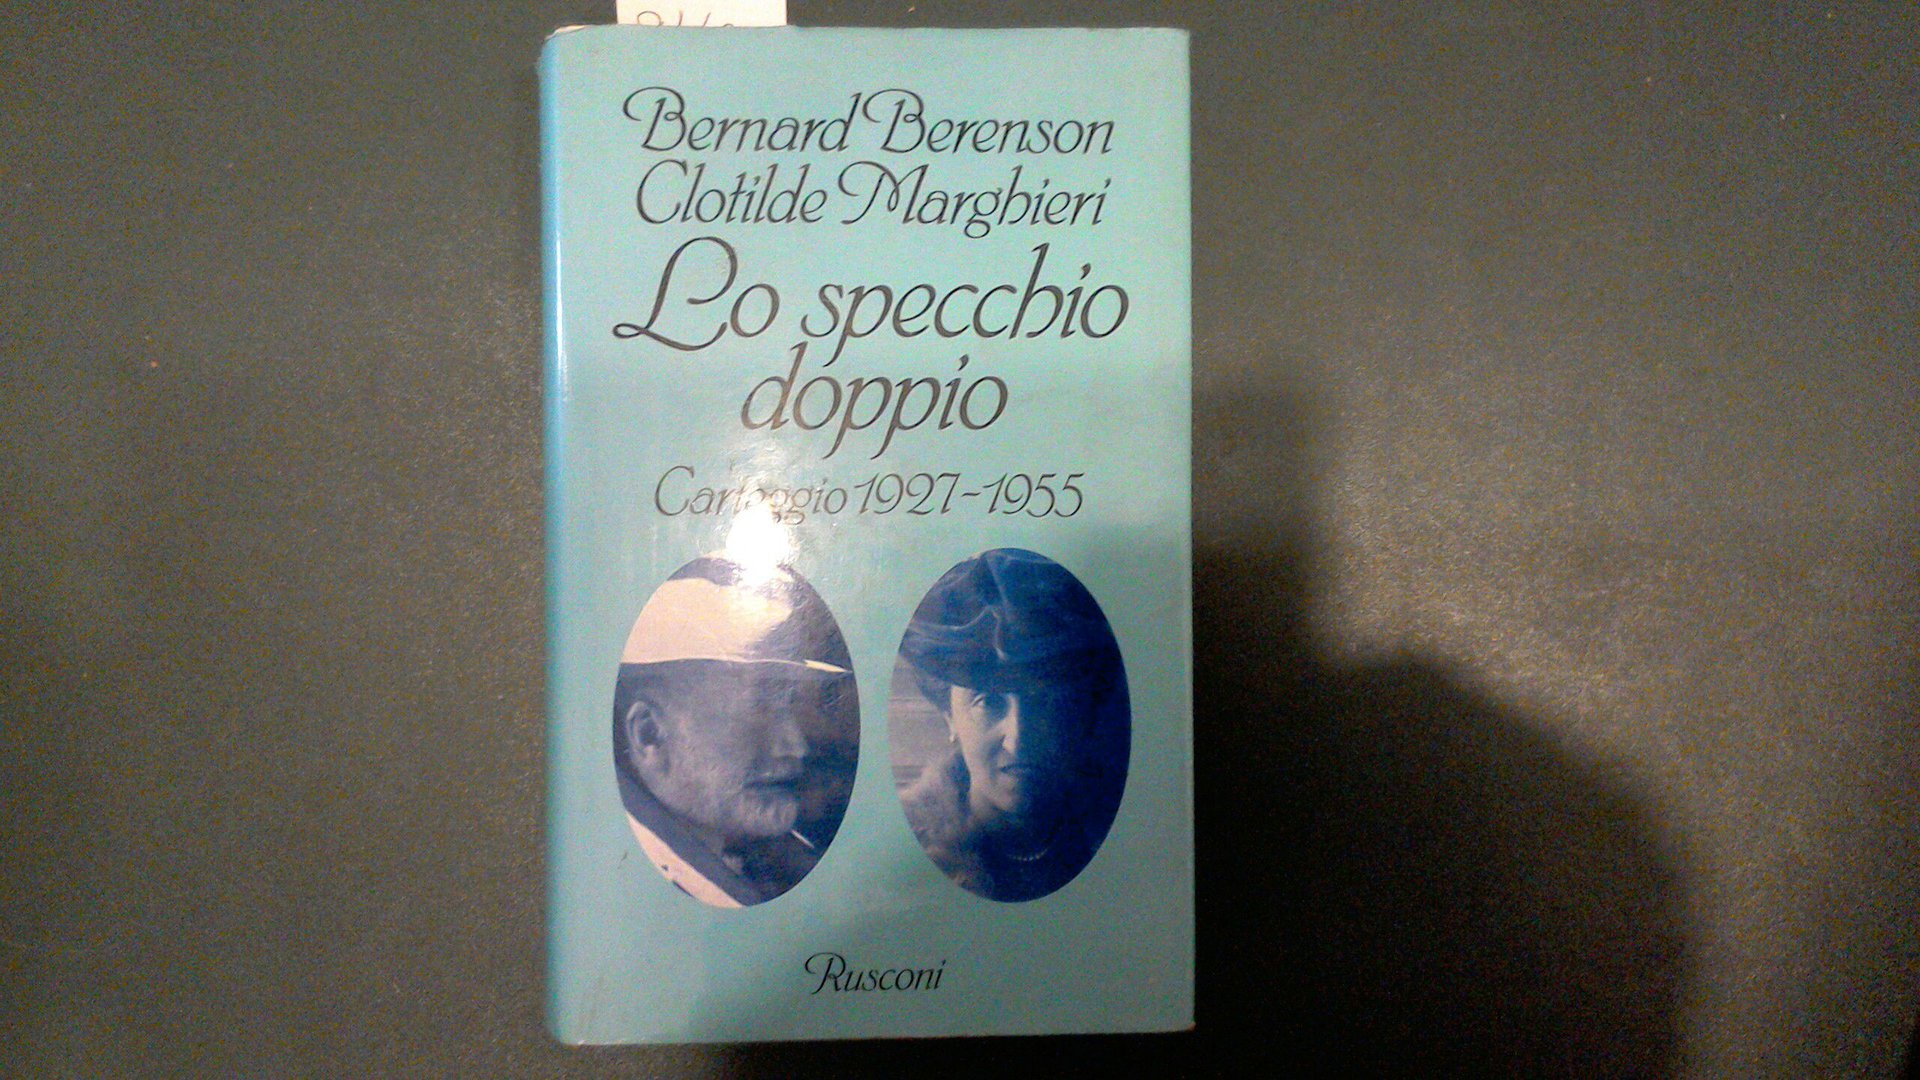 Bernard Berenson
Clotilde Marghieri
Lo specchio
doppio
Carteggio 1927-1955
Rusconi